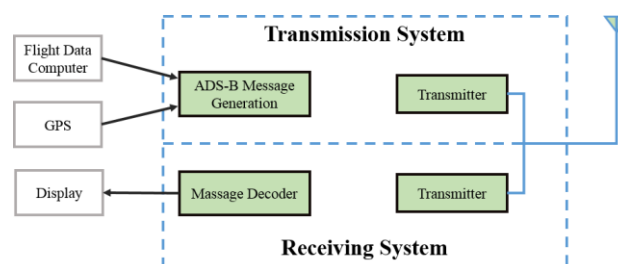 Transmission System
Flight Data
Computer
ADS-B Message
Generation
Transmitter
GPS
Display
Massage Decoder
Transmitter
Receiving System